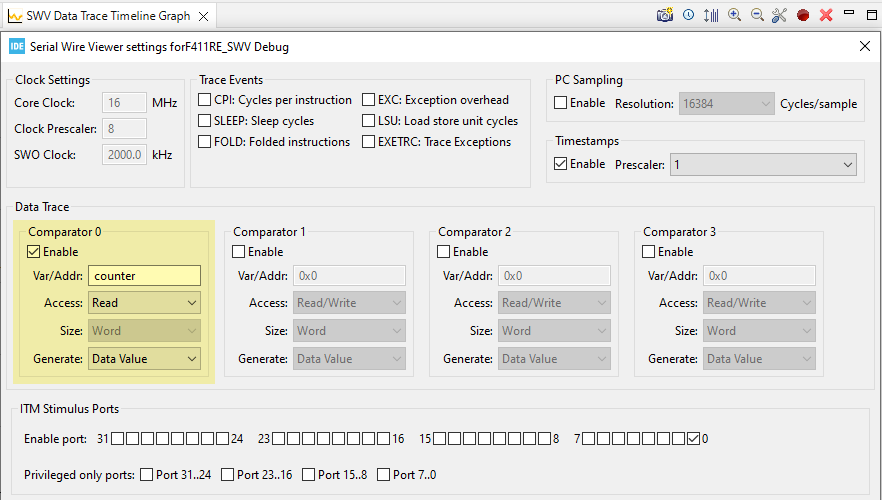 SWV Data Trace Timeline Graph
IDE Serial Wire Viewer settings forF411RE_SWV Debug
Clock Settings
Core Clock: 16 MHz
Clock Prescaler: 8
SWO Clock: 2000.0 kHz
Trace Events
CPI: Cycles per instruction EXC: Exception overhead
SLEEP: Sleep cycles LSU: Load store unit cycles
FOLD: Folded instructions EXETRC: Trace Exceptions
PC Sampling
Enable Resolution: 16384 Cycles/sample
Timestamps
Enable Prescaler: 1
Data Trace
Comparator 0
Enable
Var/Addr: counter
Access: Read
Size: Word
Generate: Data Value
Comparator 1
Enable
Var/Addr: 0x0
Access: Read/Write
Size: Word
Generate: Data Value
Comparator 2
Enable
Var/Addr: 0x0
Access: Read/Write
Size: Word
Generate: Data Value
Comparator 3
Enable
Var/Addr: 0x0
Access: Read/Write
Size: Word
Generate: Data Value
ITM Stimulus Ports
Enable port: 31 24 23 16 15 8 7 0
Privileged only ports: Port 31..24 Port 23..16 Port 15..8 Port 7..0